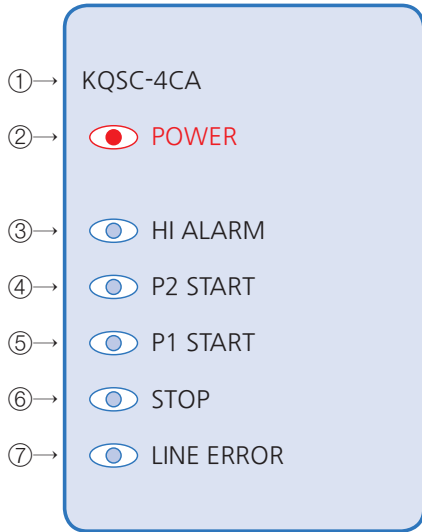 ① → KQSC-4CA
② → POWER
③ → HI ALARM
④ → P2 START
⑤ → P1 START
⑥ → STOP
⑦ → LINE ERROR